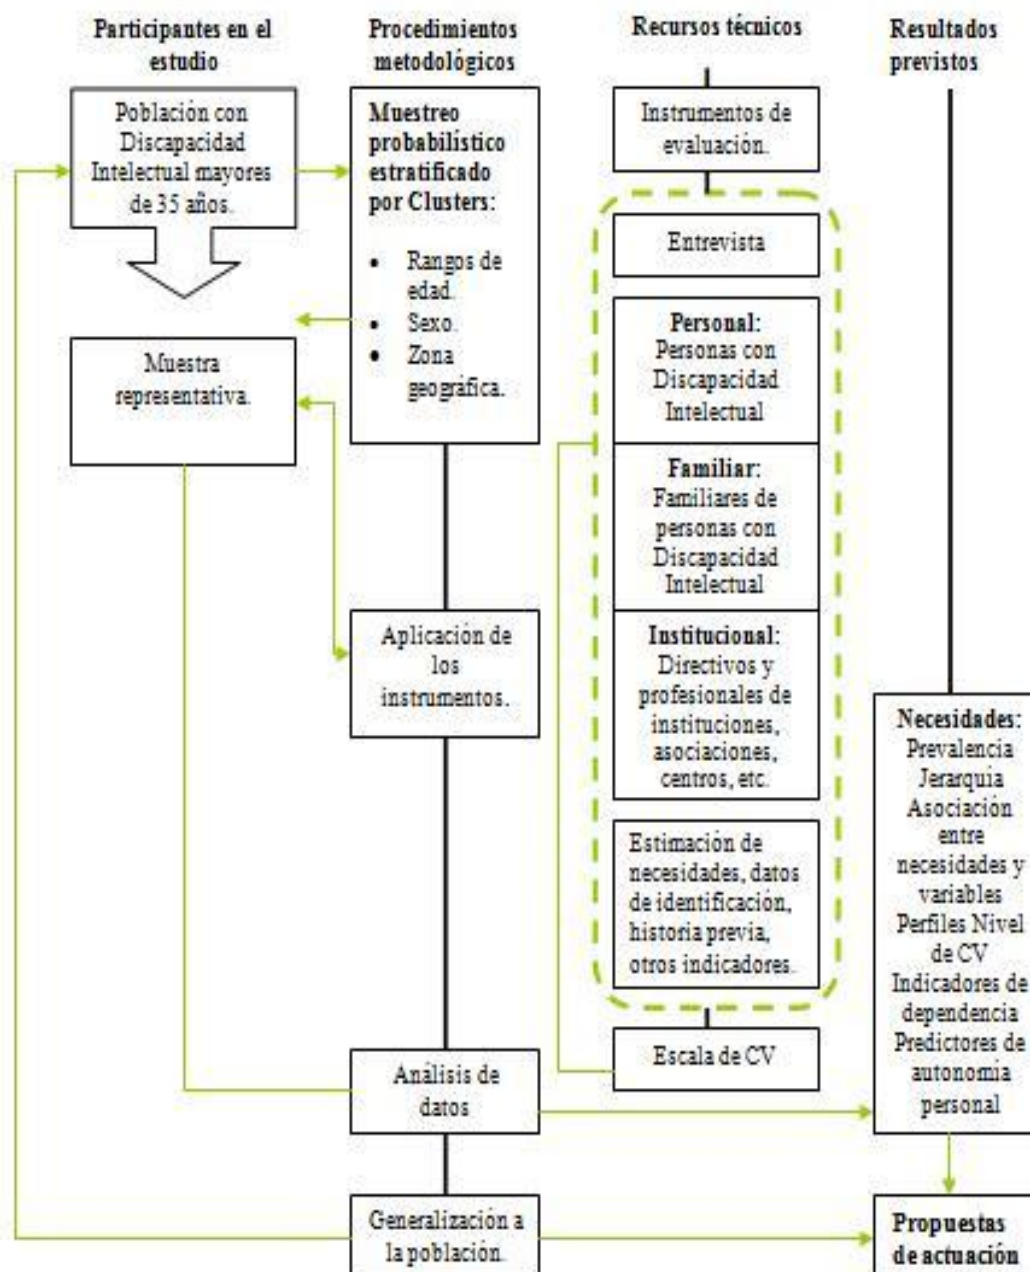 Participantes en el
estudio
Población con
Discapacidad
Intelectual mayores
de 35 años.
Muestra
representativa.
Procedimientos
metodológicos
Muestreo
probabilístico
estratificado
por Clusters:
• Rangos de
edad.
• Sexo.
• Zona
geográfica.
Aplicación de
los
instrumentos.
Análisis de
datos
Generalización a
la población.
Recursos técnicos
Instrumentos de
evaluación.
Entrevista
Personal:
Personas con
Discapacidad
Intelectual
Familiar:
Familiares de
personas con
Discapacidad
Intelectual
Institucional:
Directivos y
profesionales de
instituciones,
asociaciones,
centros, etc.
Estimación de
necesidades, datos
de identificación,
historia previa,
otros indicadores.
Escala de CV
Resultados
previstos
Necesidades:
Prevalencia
Jerarquía
Asociación
entre
necesidades y
variables
Perfiles Nivel
de CV
Indicadores de
dependencia
Predictores de
autonomía
personal
Propuestas
de actuación